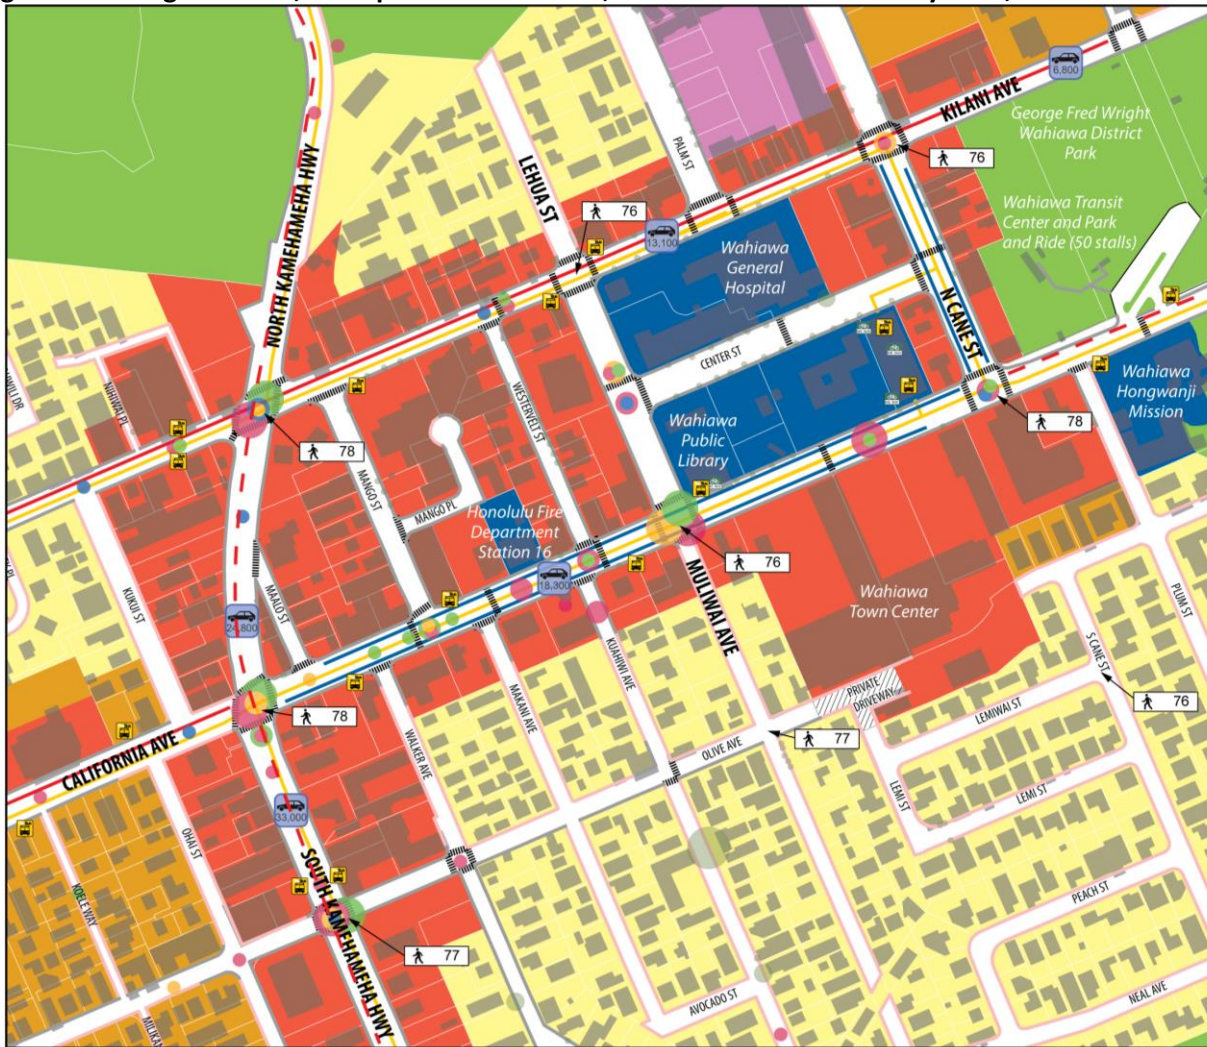 6,800
KILANI AVE
George Fred Wright
Wahiawa District
Park
76
PALM ST
NORTH KAMEHAMEHA HWY
LEHUA ST
76
13,100
Wahiawa
General
Hospital
Wahiawa Transit
Center and Park
and Ride (50 stalls)
N CANE ST
CENTER ST
NIHIWAI PL
WESTERVELT ST
Wahiawa
Hongwanji
Mission
Wahiawa
Public
Library
78
78
MANGO ST
MANGO PL
Honolulu Fire
Department
Station 16
18,300
76
KUKUI ST
MAALO ST
24,800
MULIWAI AVE
Wahiawa
Town Center
PLUM ST
S CANE ST
KUAHIWI AVE
MAKANI AVE
WALKER AVE
78
PRIVATE
DRIVEWAY
LEMIWAI ST
76
CALIFORNIA AVE
OLIVE AVE
77
LEMI ST
LEMI ST
33,000
OHAI ST
KOELE WAY
SOUTH KAMEHAMEHA HWY
PEACH ST
77
AVOCADO ST
NEAL AVE